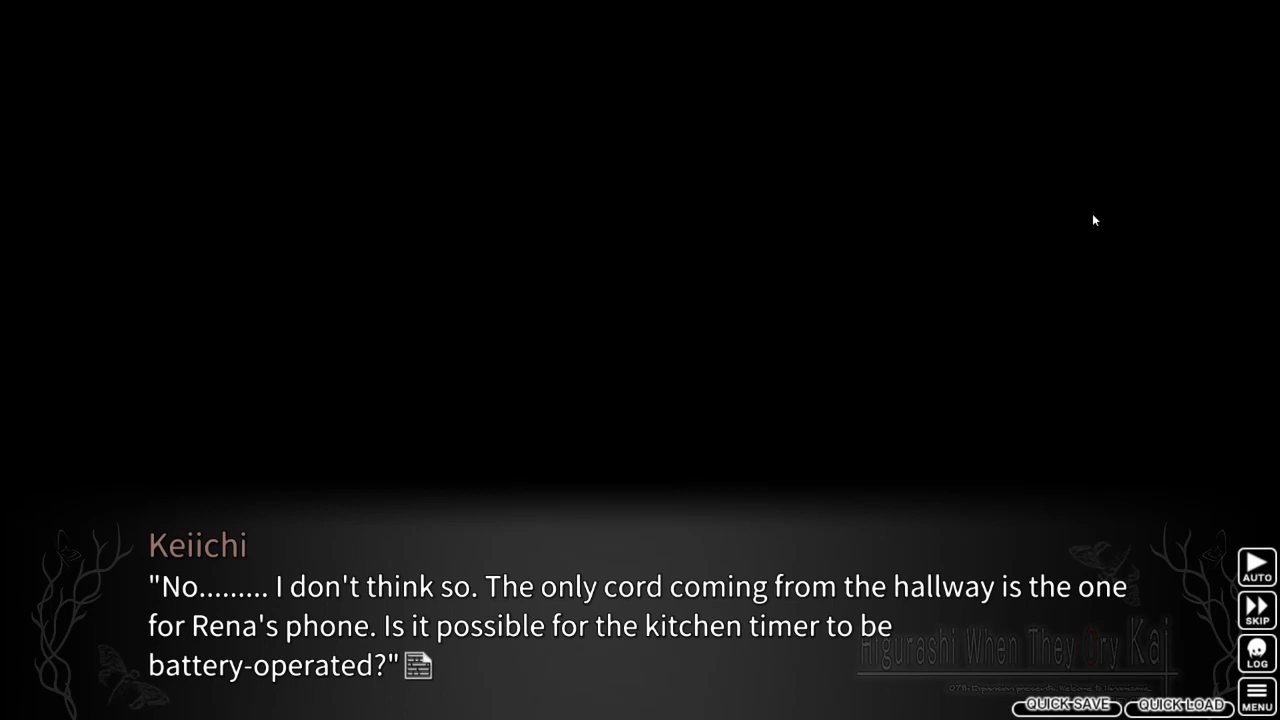 Keiichi
"No......... I don't think so. The only cord coming from the hallway is the one
for Rena's phone. Is it possible for the kitchen timer to be
battery-operated?"
Higurashi When They Cry Kai
AUTO
SKIP
LOG
MENU
QUICK SAVE
QUICK LOAD